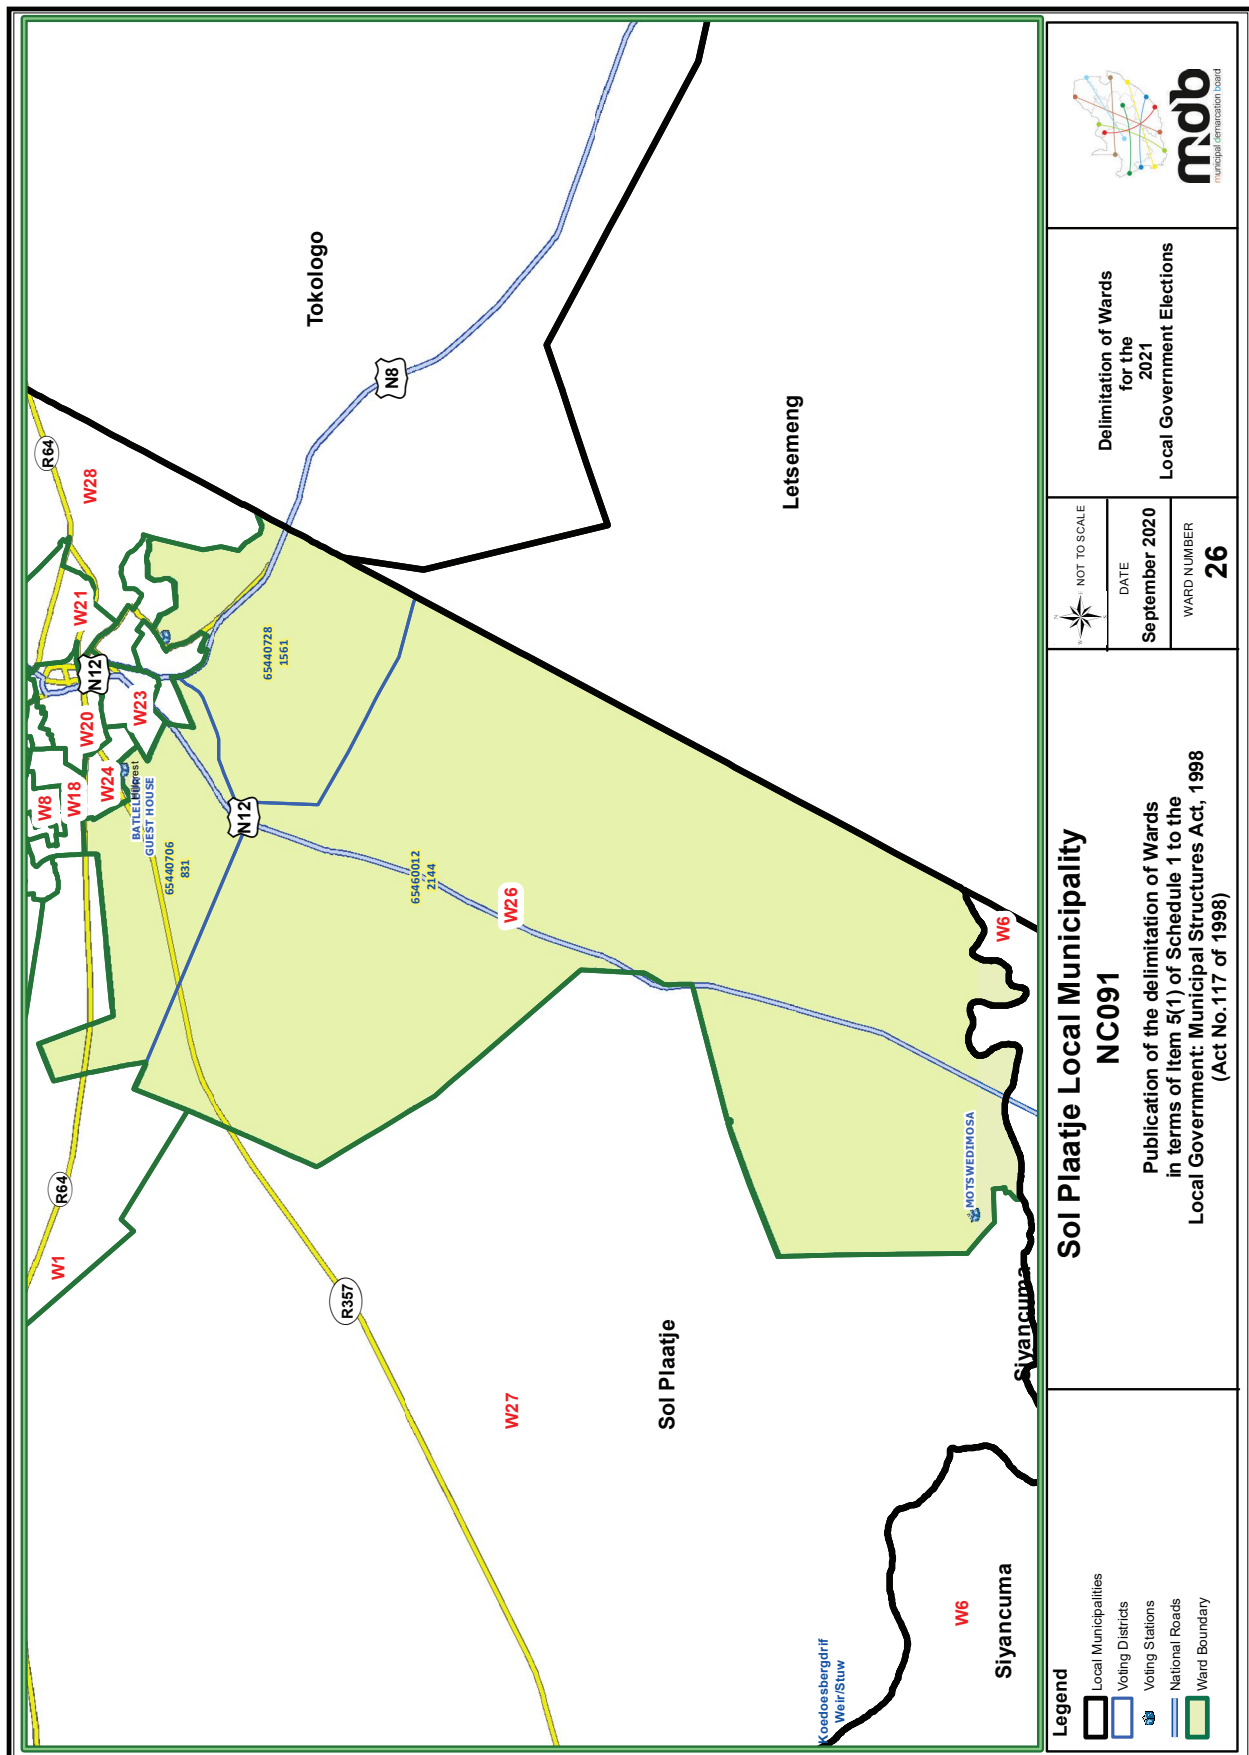 R64
W28
Tokologo
N8
W21
N12
W20
W23
W8
W18
W24
Hillcrest
BATLELEUR
GUEST HOUSE
65440728
1561
65440706
831
N12
65460012
2144
W26
Letsemeng
W6
R64
W1
R357
MOTSWEDIMOSA
Siyancuma
Sol Plaatje
W27
W6
Siyancuma
Koedoesbergdrif
Weir/Stuw
Legend
Local Municipalities
Voting Districts
Voting Stations
National Roads
Ward Boundary
Sol Plaatje Local Municipality
NC091
Publication of the delimitation of Wards
in terms of Item 5(1) of Schedule 1 to the
Local Government: Municipal Structures Act, 1998
(Act No.117 of 1998)
N
W E
S
NOT TO SCALE
DATE
September 2020
WARD NUMBER
26
Delimitation of Wards
for the
2021
Local Government Elections
mdb
municipal demarcation board